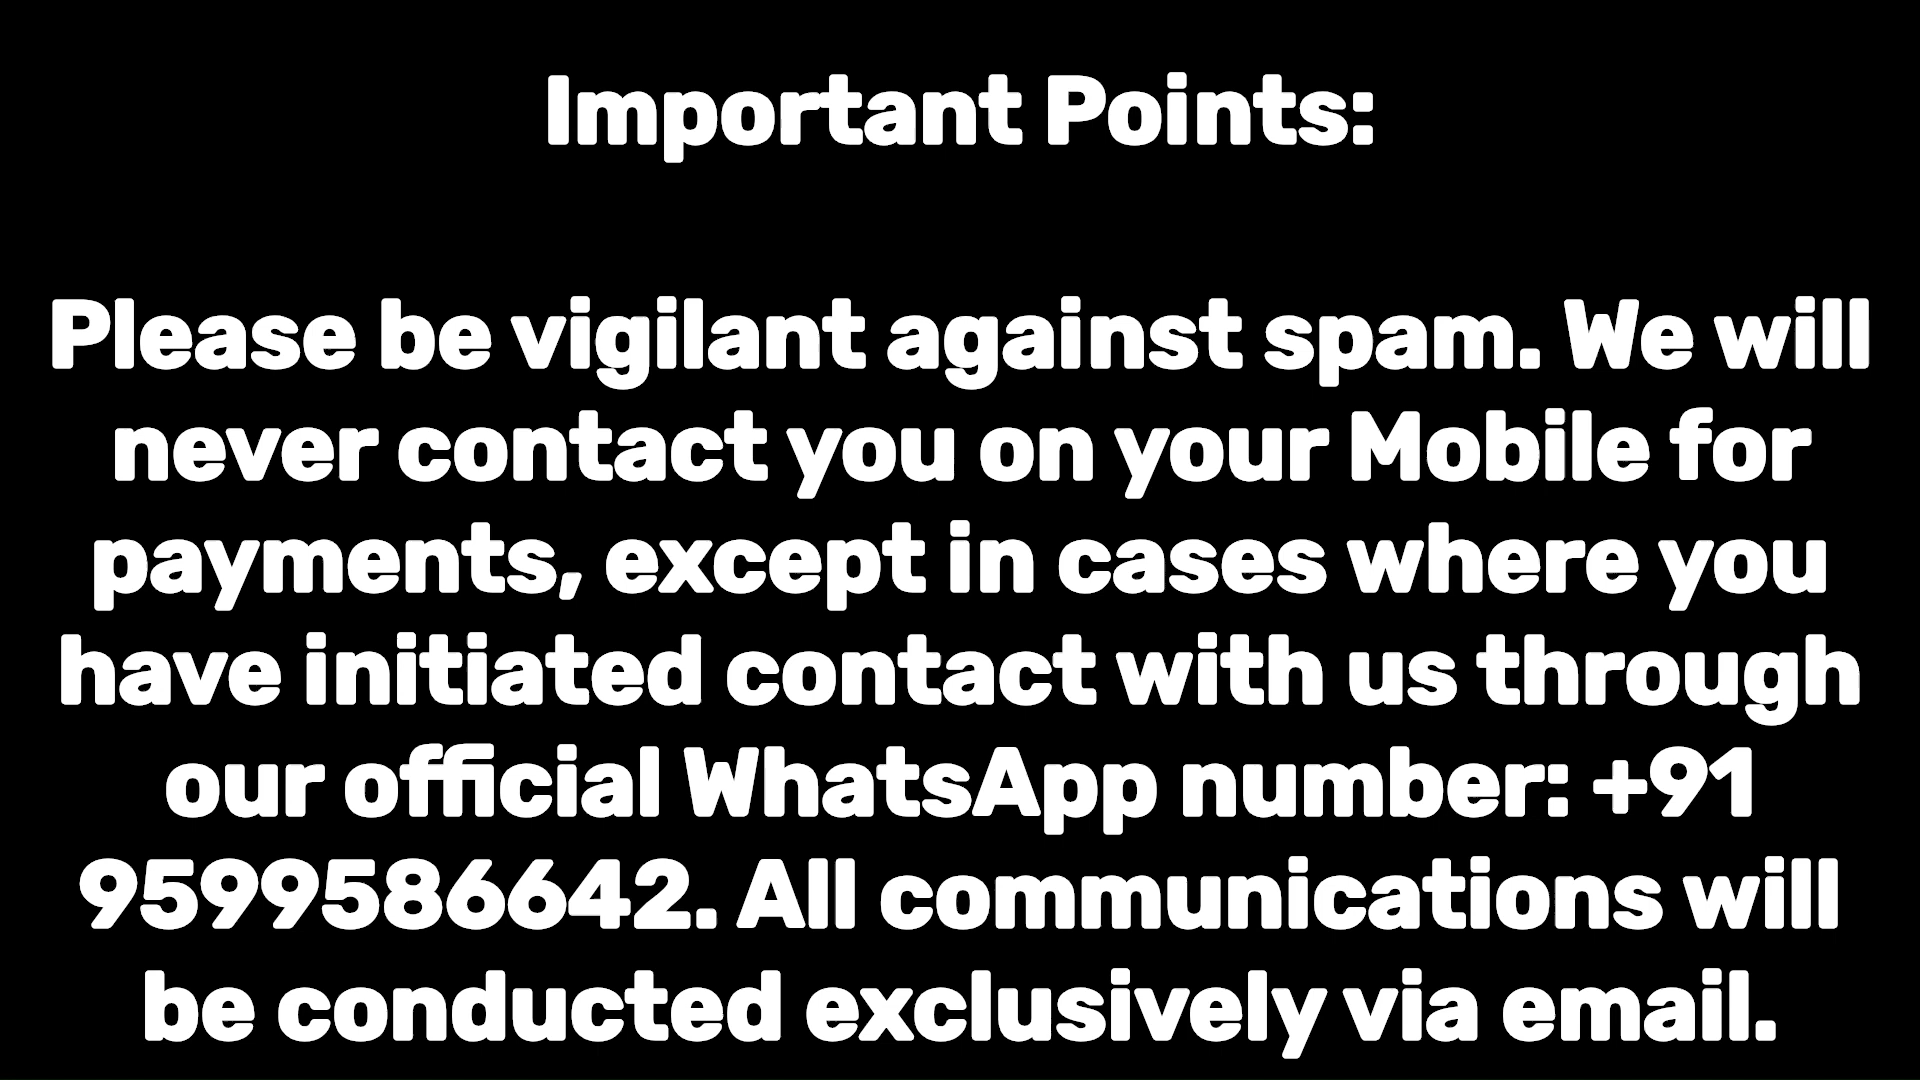 Important Points:
Please be vigilant against spam. We will
never contact you on your Mobile for
payments, except in cases where you
have initiated contact with us through
our official WhatsApp number: +91
9599586642. All communications will
be conducted exclusively via email.